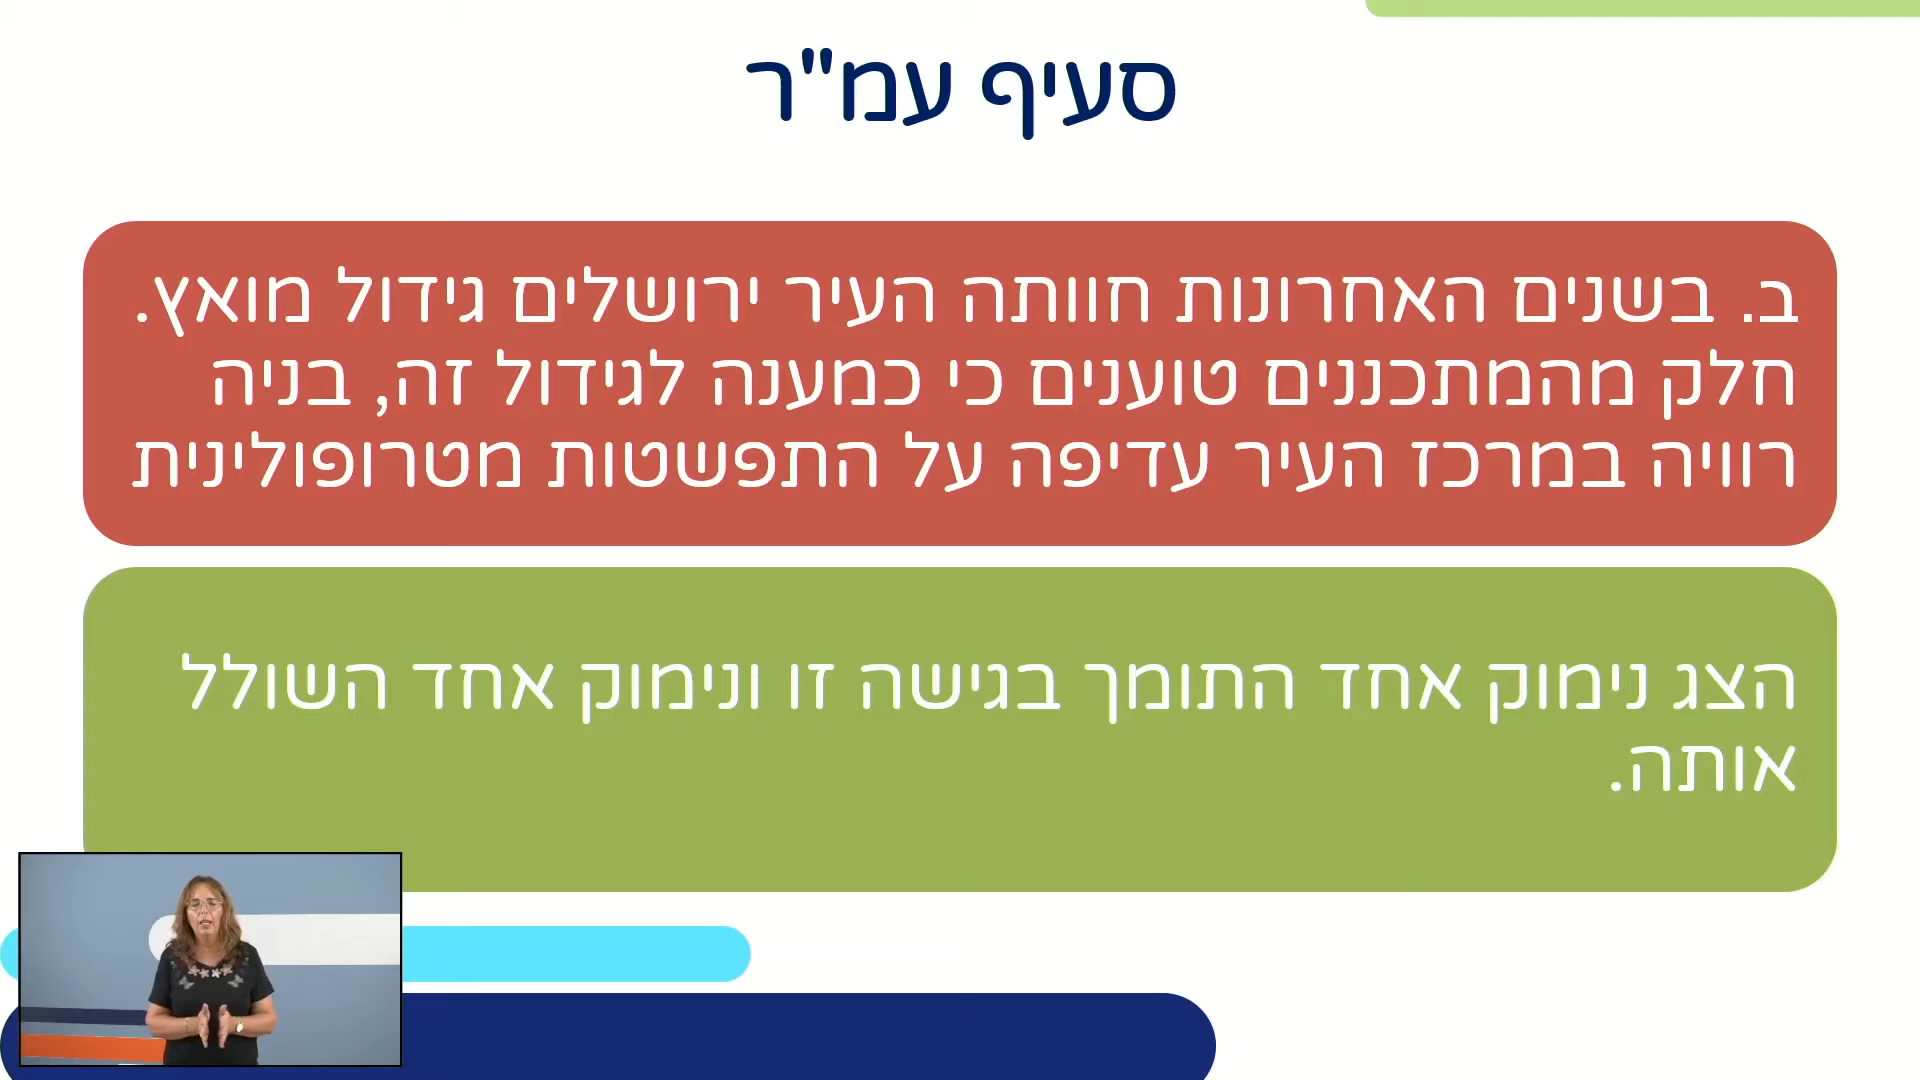 סעיף עמ"ר
ב. בשנים האחרונות חוותה העיר ירושלים גידול מואץ.
חלק מהמתכננים טוענים כי כמענה לגידול זה, בניה
רוויה במרכז העיר עדיפה על התפשטות מטרופולינית
הצג נימוק אחד התומך בגישה זו ונימוק אחד השולל
אותה.